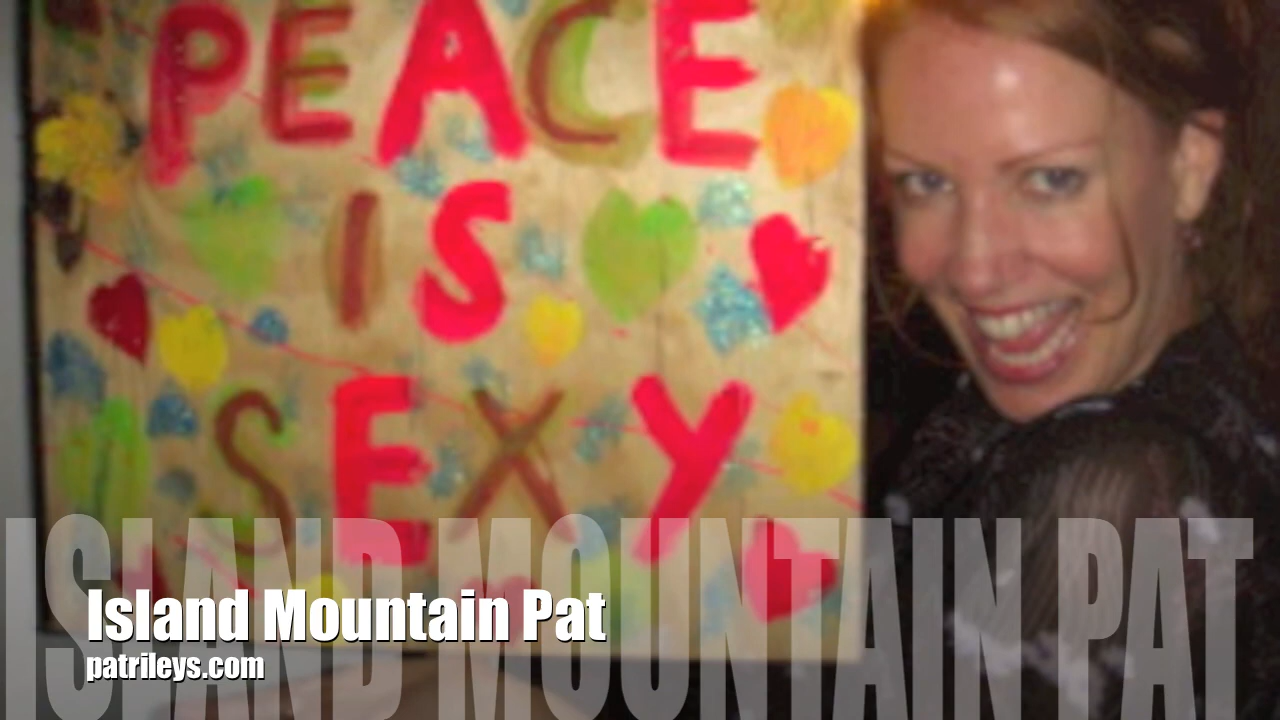 PEACE
IS
SEXY
ISLAND MOUNTAIN PAT
Island Mountain Pat
patrileys.com